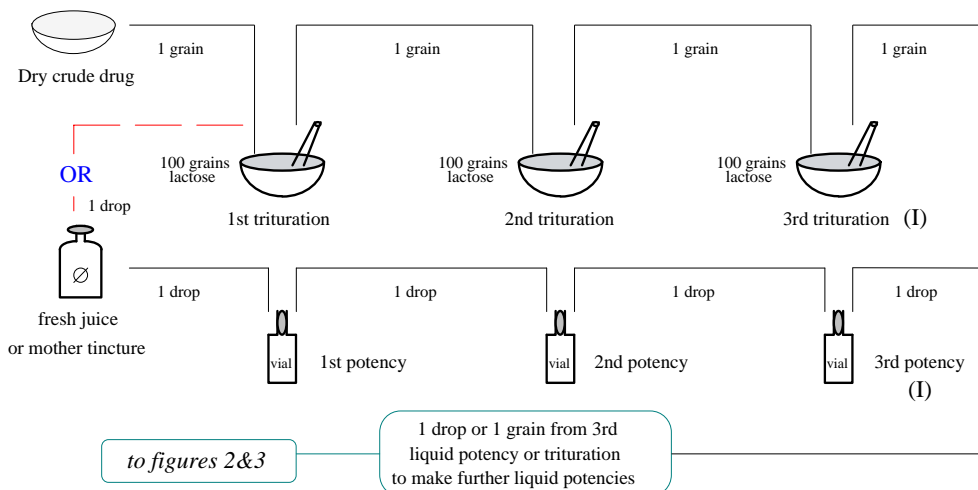 1 grain
1 grain
1 grain
1 grain
Dry crude drug
OR
1 drop
100 grains
lactose
100 grains
lactose
100 grains
lactose
1st trituration
2nd trituration
3rd trituration
(I)
Ø
fresh juice
or mother tincture
1 drop
1 drop
1 drop
1 drop
vial
1st potency
vial
2nd potency
vial
3rd potency
(I)
to figures 2&3
1 drop or 1 grain from 3rd
liquid potency or trituration
to make further liquid potencies